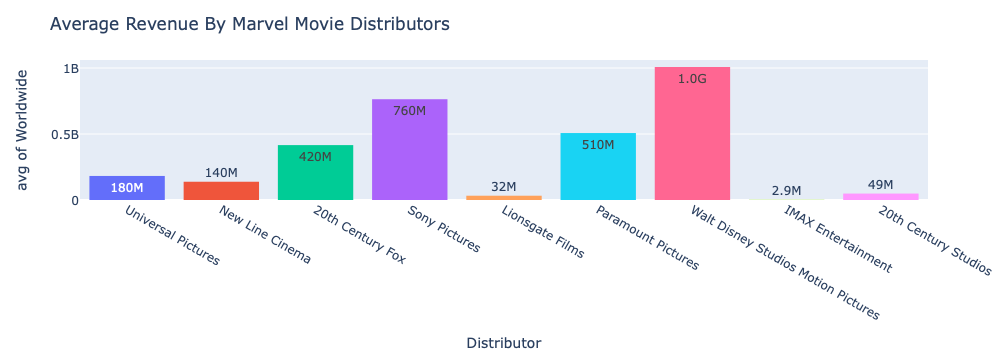 Average Revenue By Marvel Movie Distributors
avg of Worldwide
1B
0.5B
0
180M
140M
420M
760M
32M
510M
1.0G
2.9M
49M
Universal Pictures
New Line Cinema
20th Century Fox
Sony Pictures
Lionsgate Films
Paramount Pictures
Walt Disney Studios Motion Pictures
IMAX Entertainment
20th Century Studios
Distributor